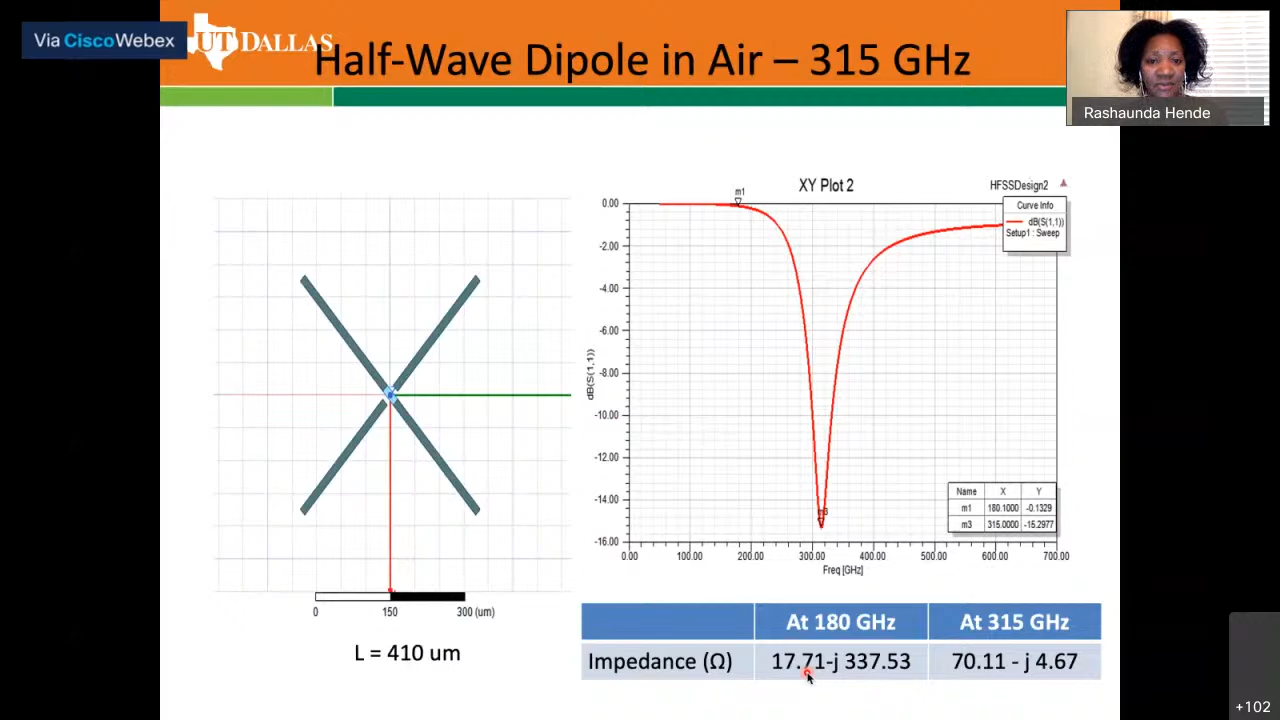 Via Cisco Webex
UT DALLAS
Half-Wave Dipole in Air – 315 GHz
Rashaunda Hende
XY Plot 2
HFSSDesign2
m1
Curve Info
dB(S(1,1))
Setup1 : Sweep
0.00
-2.00
-4.00
-6.00
-8.00
-10.00
-12.00
-14.00
-16.00
dB(S(1,1))
m3
Name X Y
m1 180.1000 -0.1329
m3 315.0000 -15.2977
0.00 100.00 200.00 300.00 400.00 500.00 600.00 700.00
Freq [GHz]
0 150 300 (um)
L = 410 um
At 180 GHz At 315 GHz
Impedance (Ω) 17.71-j 337.53 70.11 - j 4.67
+102